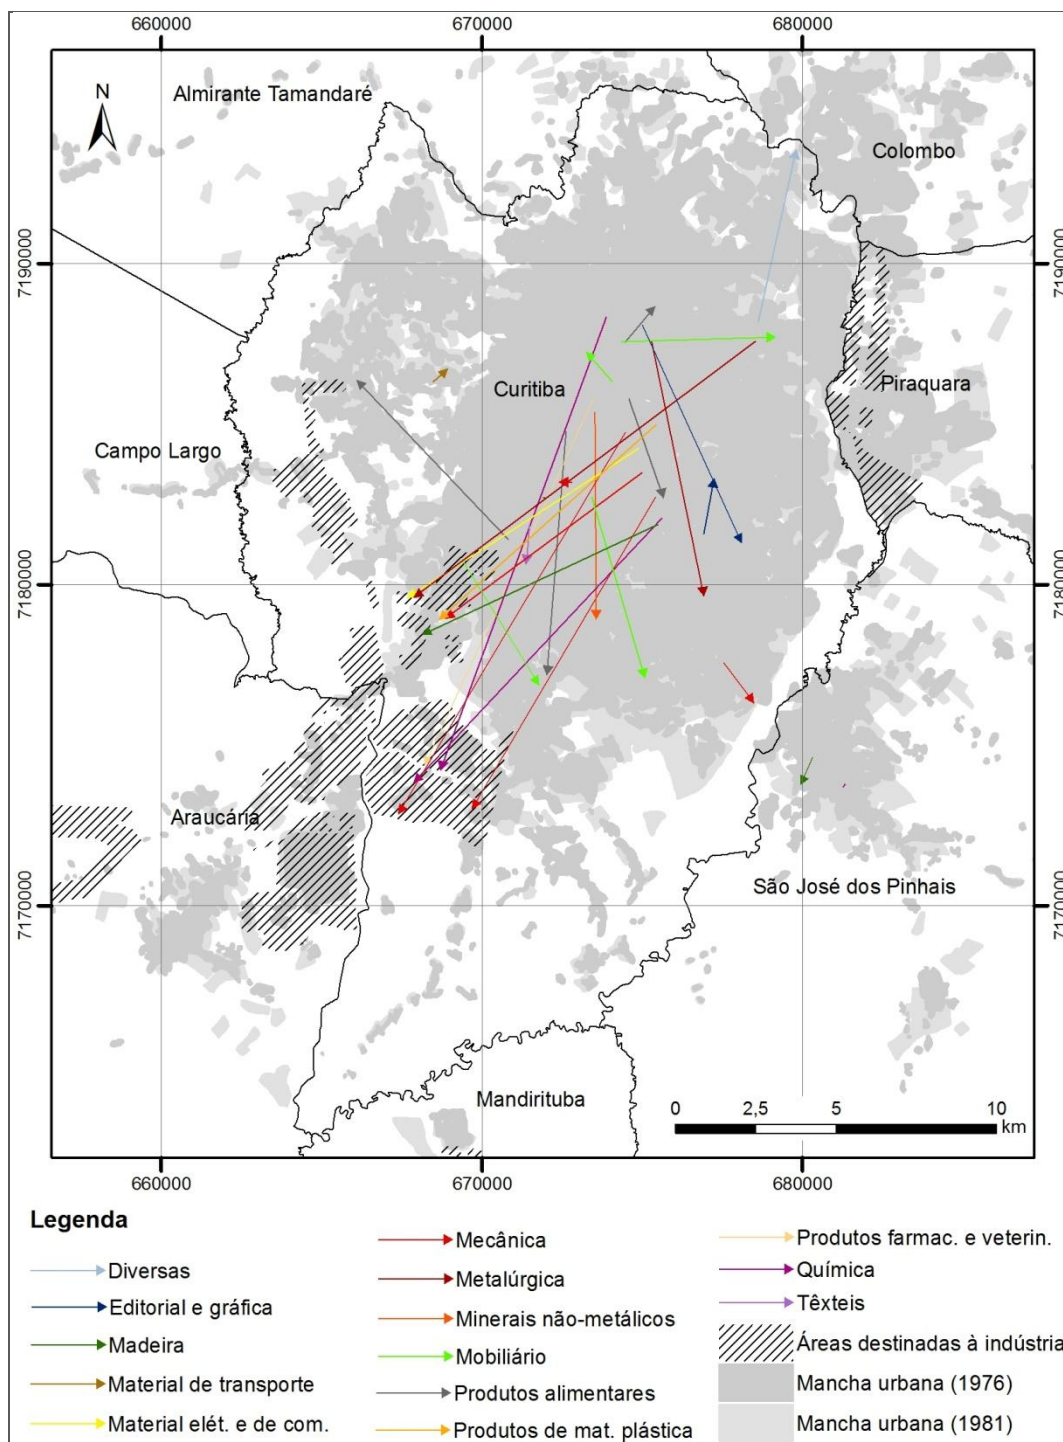 660000 670000 680000
N
Almirante Tamandaré
Colombo
7190000 7190000
Curitiba
Piraquara
Campo Largo
7180000 7180000
Araucária
São José dos Pinhais
7170000 7170000
Mandirituba
0 2,5 5 10
km
660000 670000 680000
Legenda
Diversas
Editorial e gráfica
Madeira
Material de transporte
Material elét. e de com.
Mecânica
Metalúrgica
Minerais não-metálicos
Mobiliário
Produtos alimentares
Produtos de mat. plástica
Produtos farmac. e veterin.
Química
Têxteis
Áreas destinadas à indústria
Mancha urbana (1976)
Mancha urbana (1981)